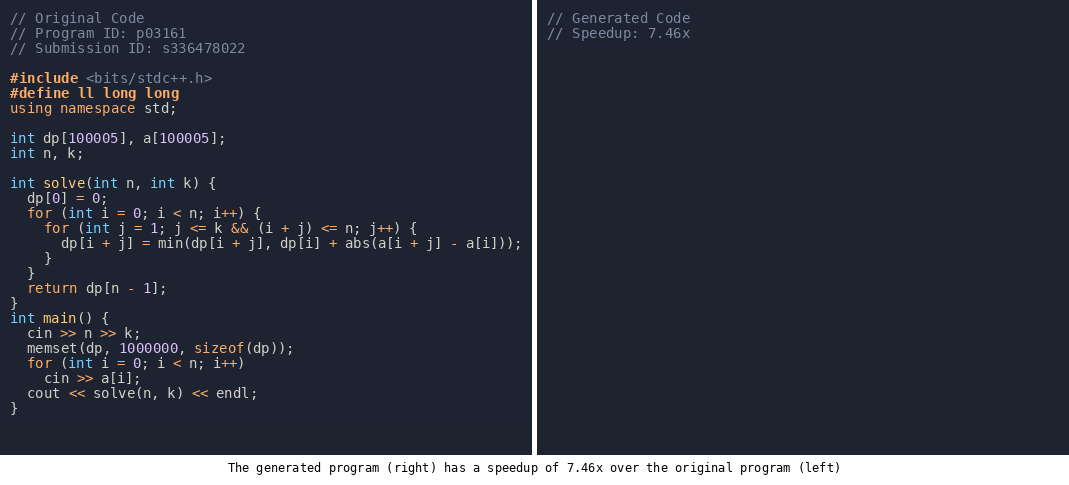 // Original Code
// Program ID: p03161
// Submission ID: s336478022
#include <bits/stdc++.h>
#define ll long long
using namespace std;
int dp[100005], a[100005];
int n, k;
int solve(int n, int k) {
  dp[0] = 0;
  for (int i = 0; i < n; i++) {
    for (int j = 1; j <= k && (i + j) <= n; j++) {
      dp[i + j] = min(dp[i + j], dp[i] + abs(a[i + j] - a[i]));
    }
  }
  return dp[n - 1];
}
int main() {
  cin >> n >> k;
  memset(dp, 1000000, sizeof(dp));
  for (int i = 0; i < n; i++)
    cin >> a[i];
  cout << solve(n, k) << endl;
}
// Generated Code
// Speedup: 7.46x
The generated program (right) has a speedup of 7.46x over the original program (left)